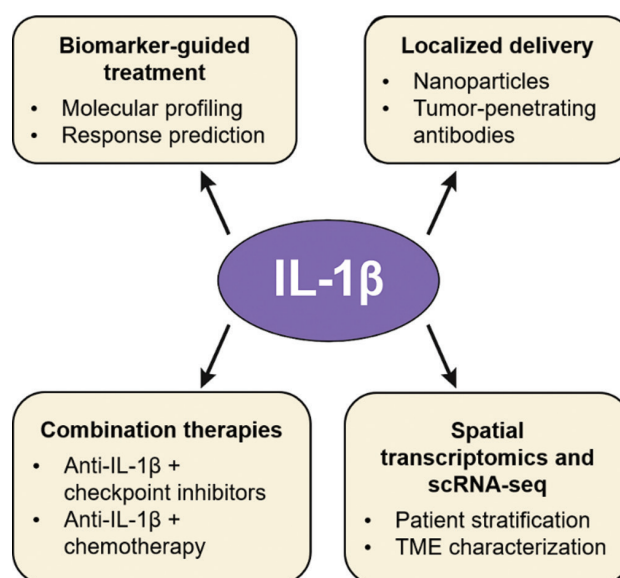 Biomarker-guided
treatment
• Molecular profiling
• Response prediction
Localized delivery
• Nanoparticles
• Tumor-penetrating
antibodies
IL-1β
Combination therapies
• Anti-IL-1β +
checkpoint inhibitors
• Anti-IL-1β +
chemotherapy
Spatial
transcriptomics and
scRNA-seq
• Patient stratification
• TME characterization